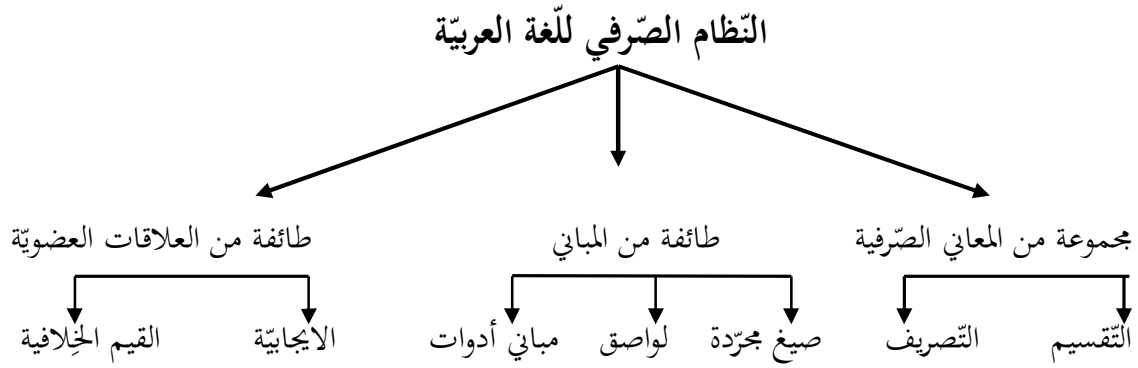 النّظام الصّرفي للّغة العربيّة
مجموعة من المعاني الصّرفية طائفة من المباني طائفة من العلاقات العضويّة
التّقسيم التّصريف صيغ مجرّدة لواصق مباني أدوات الايجابيّة القيم الخِلافية